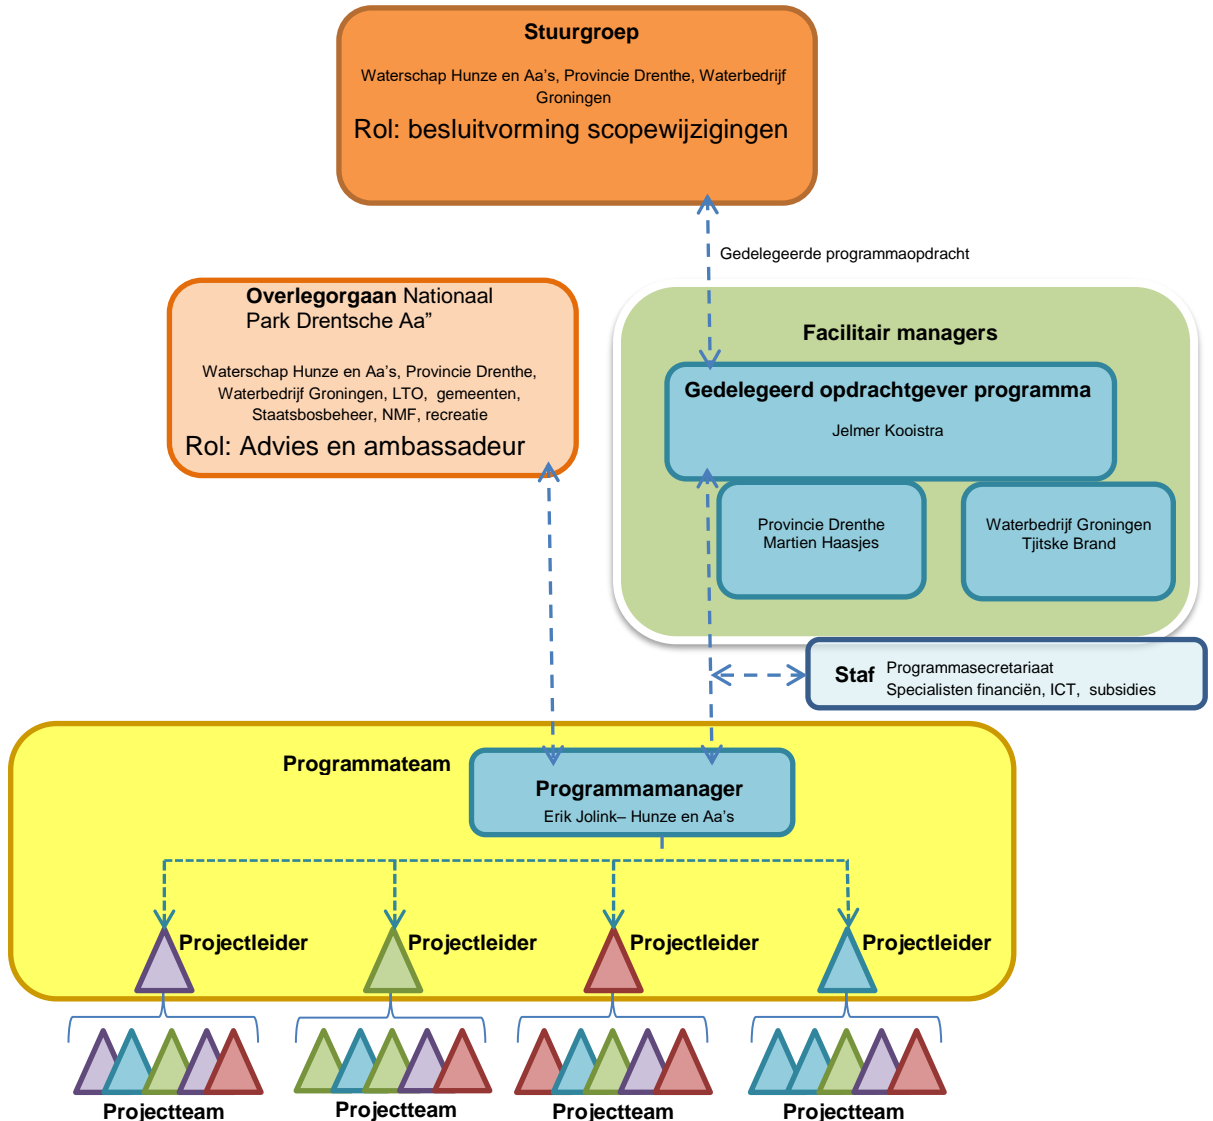 Stuurgroep
Waterschap Hunze en Aa's, Provincie Drenthe, Waterbedrijf
Groningen
Rol: besluitvorming scopewijzigingen
Gedelegeerde programmaopdracht
Overlegorgaan Nationaal
Park Drentsche Aa”
Waterschap Hunze en Aa's, Provincie Drenthe,
Waterbedrijf Groningen, LTO, gemeenten,
Staatsbosbeheer, NMF, recreatie
Rol: Advies en ambassadeur
Facilitair managers
Gedelegeerd opdrachtgever programma
Jelmer Kooistra
Provincie Drenthe
Martien Haasjes
Waterbedrijf Groningen
Tjitske Brand
Staf Programmasecretariaat
Specialisten financiën, ICT, subsidies
Programmateam
Programmamanager
Erik Jolink– Hunze en Aa's
Projectleider
Projectleider
Projectleider
Projectleider
Projectteam
Projectteam
Projectteam
Projectteam